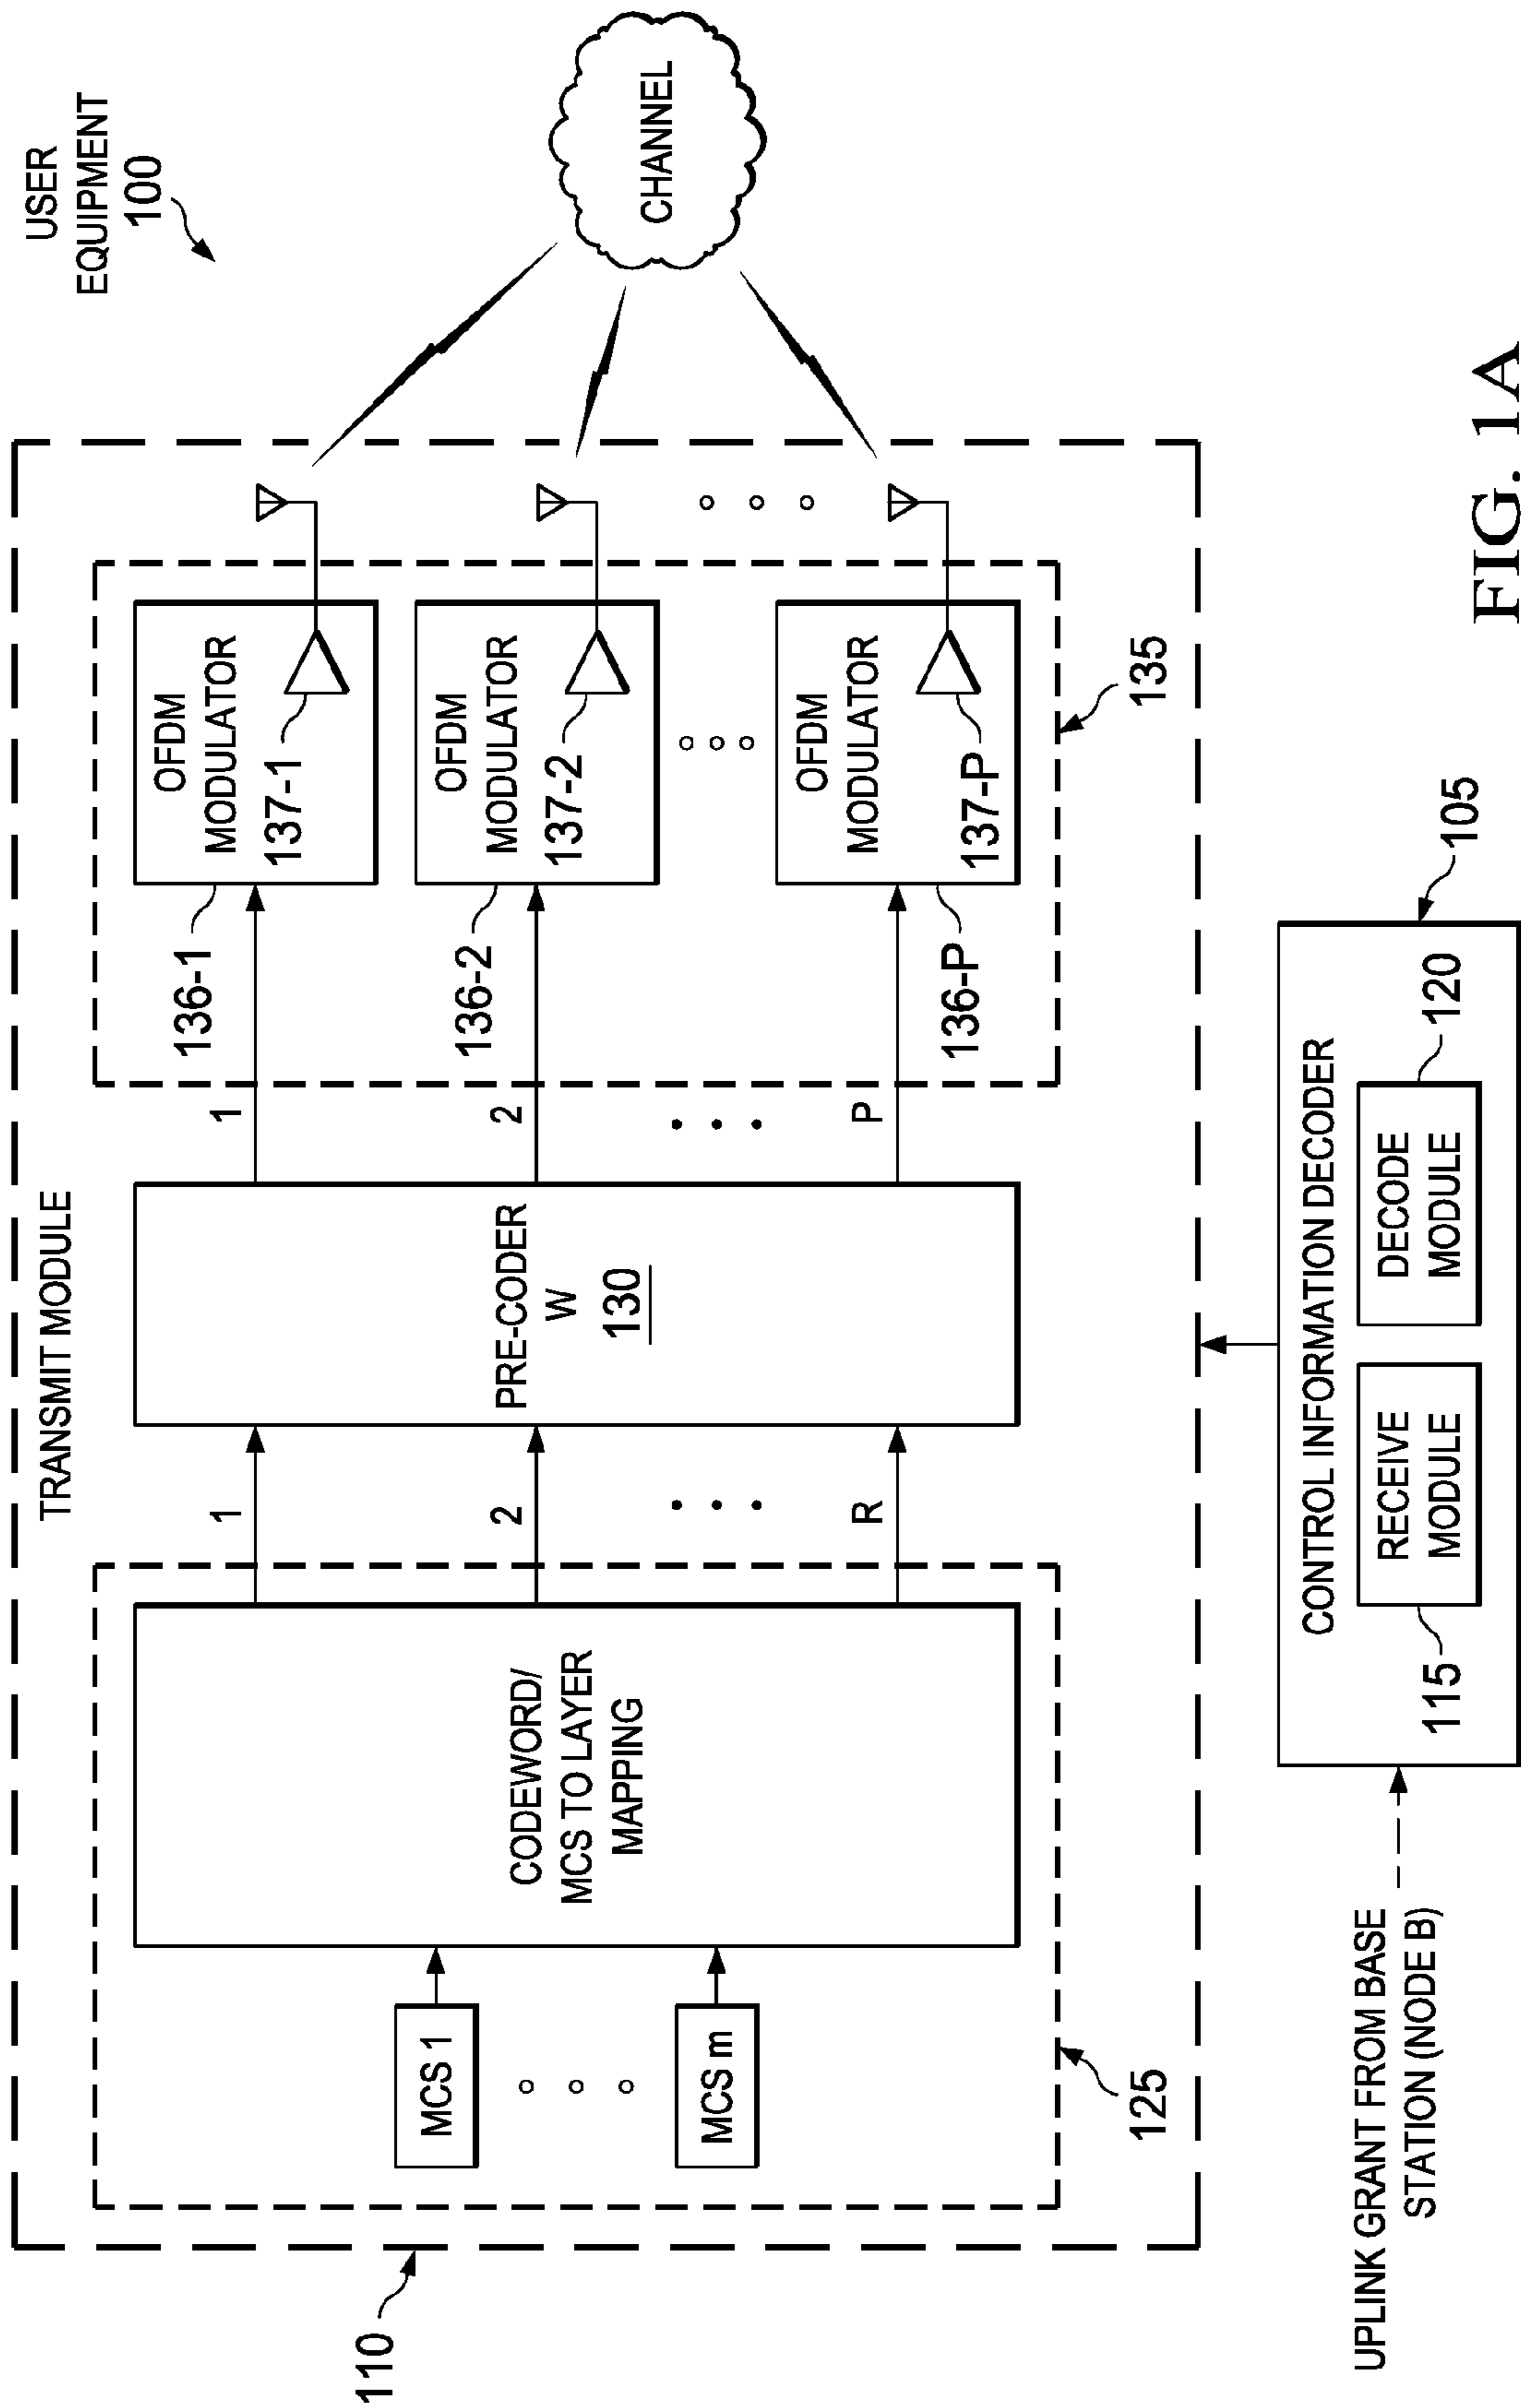 USER
EQUIPMENT
100
TRANSMIT MODULE
110
125
MCS 1
MCS m
CODEWORD/
MCS TO LAYER
MAPPING
1
2
R
PRE-CODER
W
130
1
2
P
136-1
OFDM
MODULATOR
137-1
136-2
OFDM
MODULATOR
137-2
136-P
OFDM
MODULATOR
137-P
135
CHANNEL
UPLINK GRANT FROM BASE
STATION (NODE B)
CONTROL INFORMATION DECODER
105
RECEIVE
MODULE
115
DECODE
MODULE
120
FIG. 1A